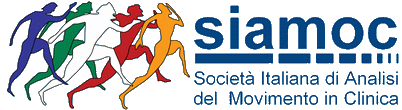 siamoc
Società Italiana di Analisi
del Movimento in Clinica